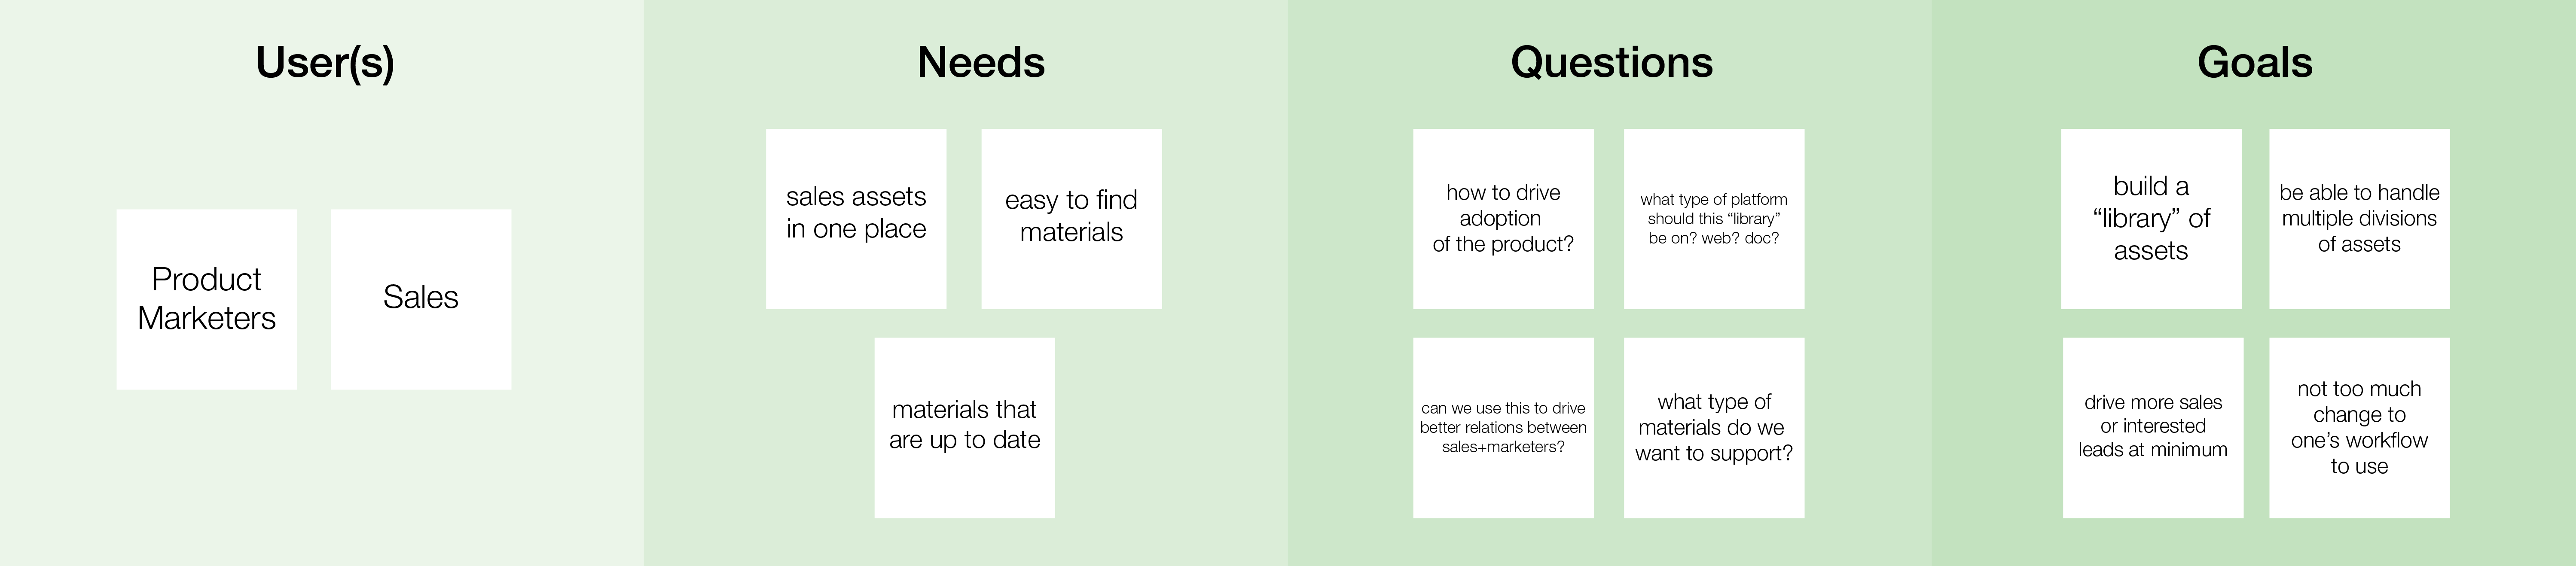 User(s)
Product
Marketers
Sales
Needs
sales assets
in one place
easy to find
materials
materials that
are up to date
Questions
how to drive
adoption
of the product?
what type of platform
should this “library”
be on? web? doc?
can we use this to drive
better relations between
sales+marketers?
what type of
materials do we
want to support?
Goals
build a
“library” of
assets
be able to handle
multiple divisions
of assets
drive more sales
or interested
leads at minimum
not too much
change to
one’s workflow
to use